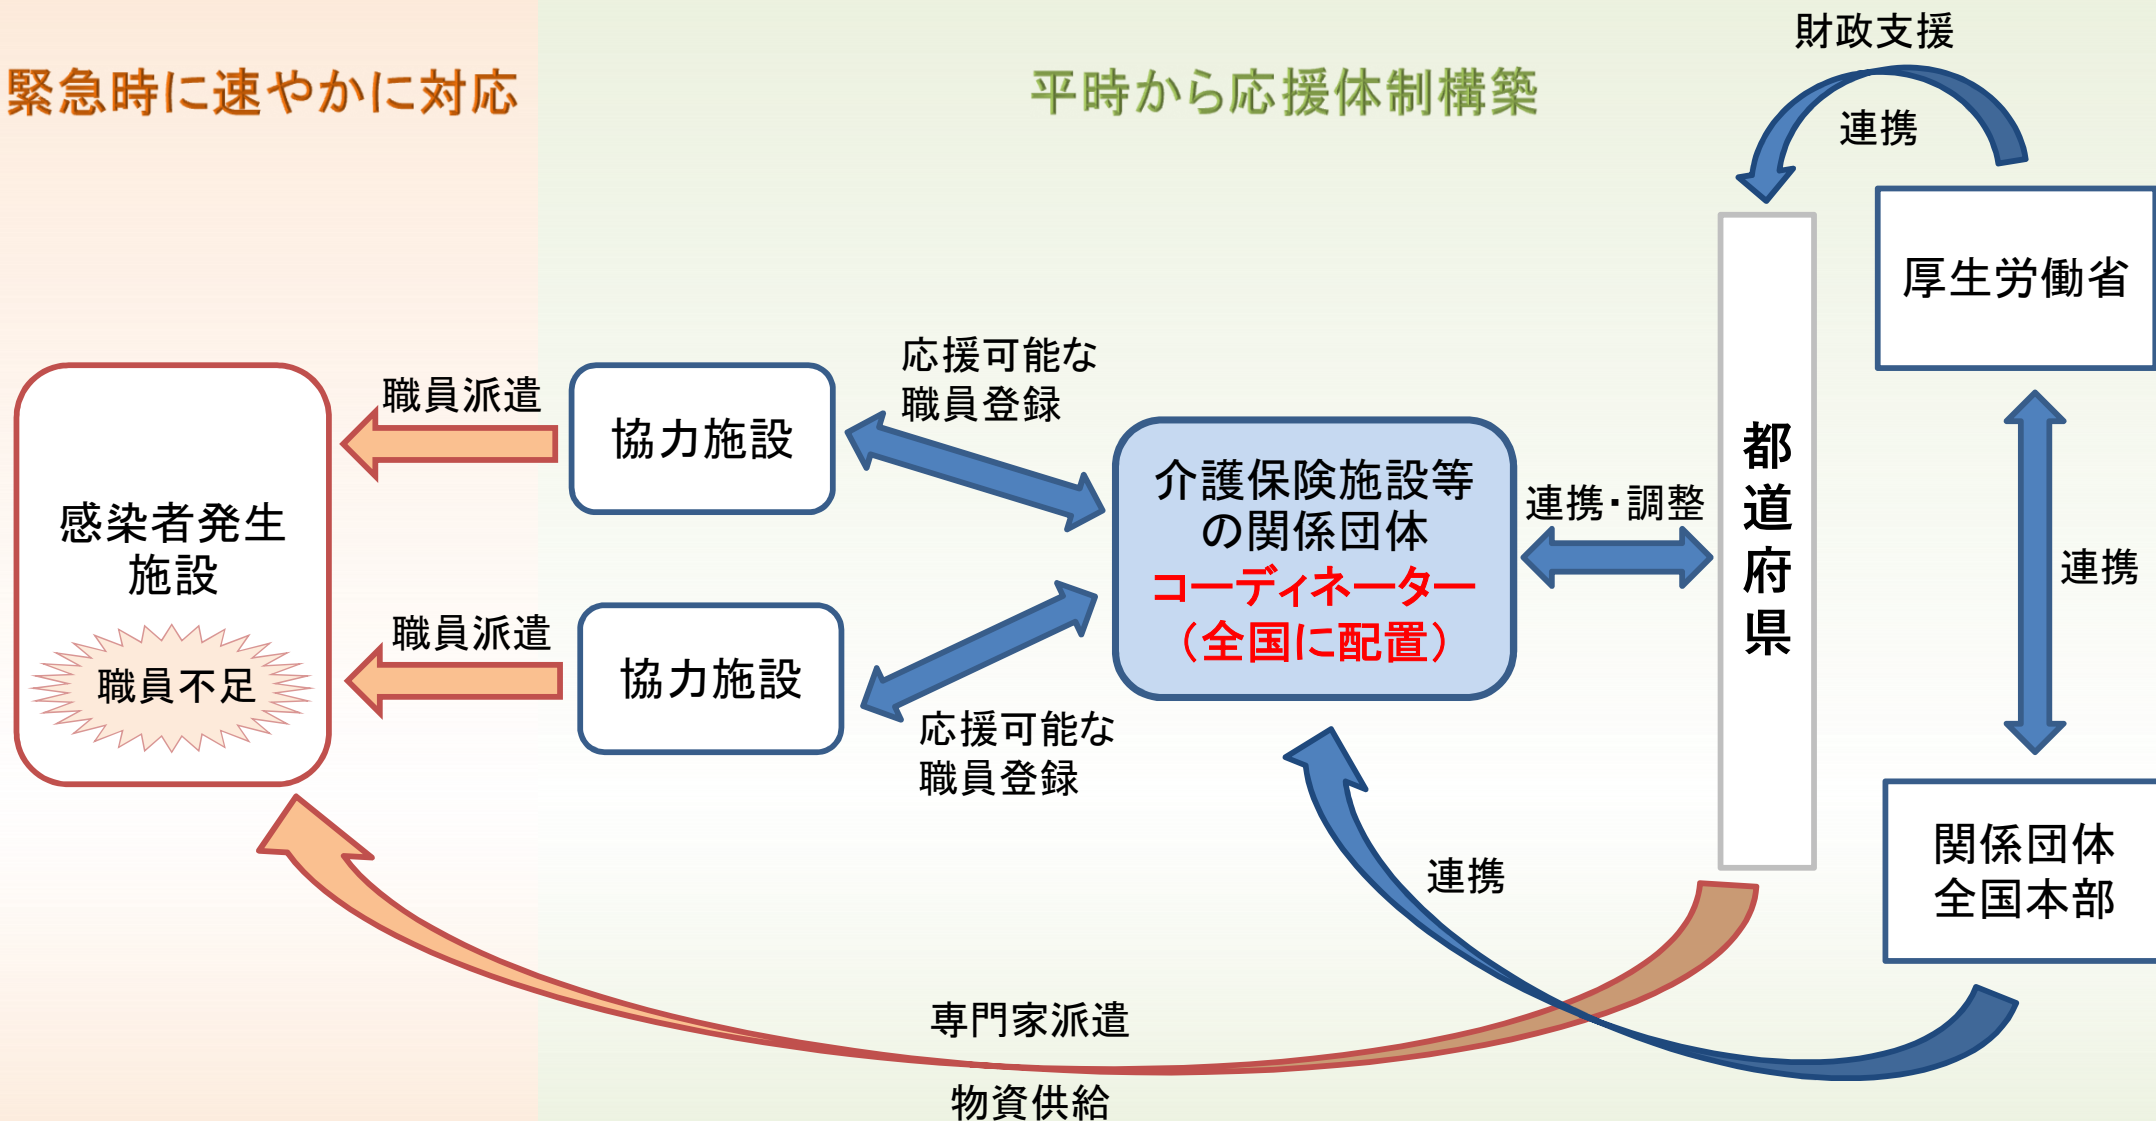 緊急時に速やかに対応
平時から応援体制構築
財政支援
連携
厚生労働省
都道府県
連携
関係団体
全国本部
連携・調整
介護保険施設等
の関係団体
コーディネーター
（全国に配置）
応援可能な
職員登録
協力施設
職員派遣
応援可能な
職員登録
協力施設
職員派遣
感染者発生
施設
職員不足
連携
専門家派遣
物資供給